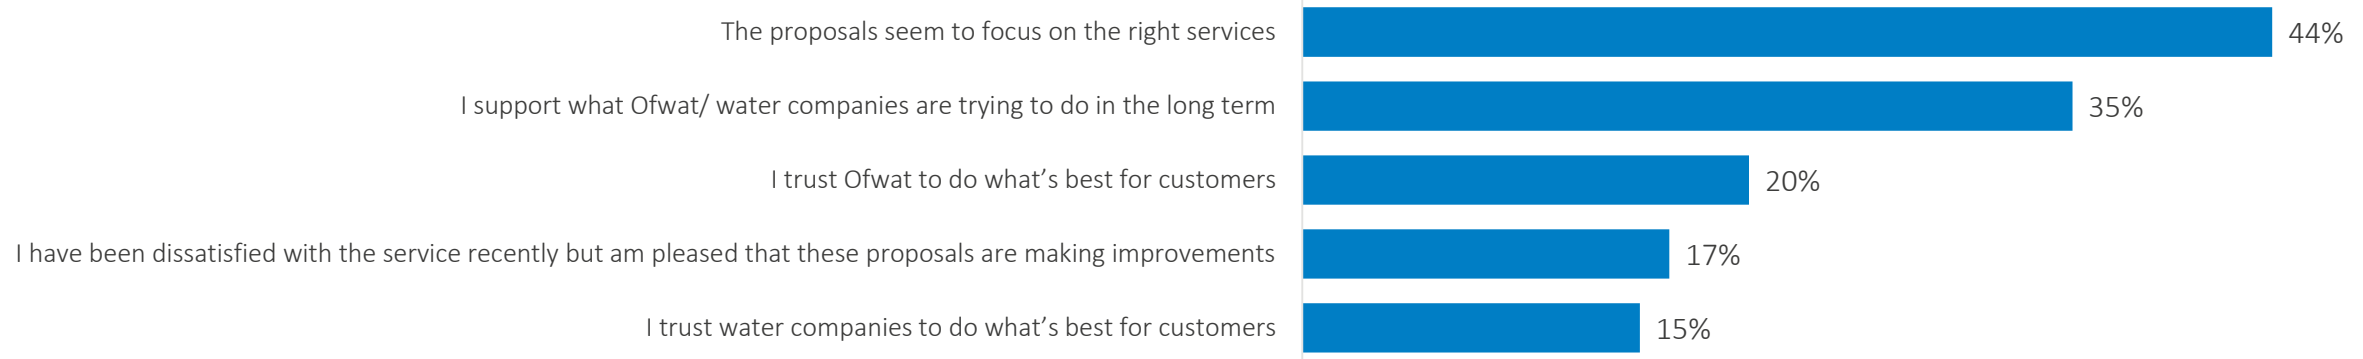 The proposals seem to focus on the right services 44%
I support what Ofwat/ water companies are trying to do in the long term 35%
I trust Ofwat to do what’s best for customers 20%
I have been dissatisfied with the service recently but am pleased that these proposals are making improvements 17%
I trust water companies to do what’s best for customers 15%